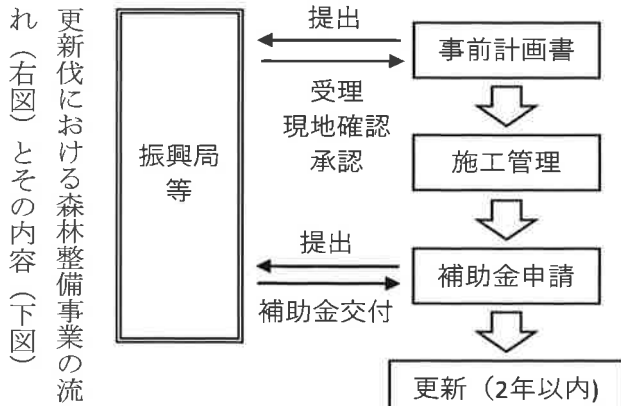 更新伐における森林整備事業の流
れ（右図）とその内容（下図）
振興局
等
提出
受理
現地確認
承認
提出
補助金交付
事前計画書
施工管理
補助金申請
更新（2年以内)